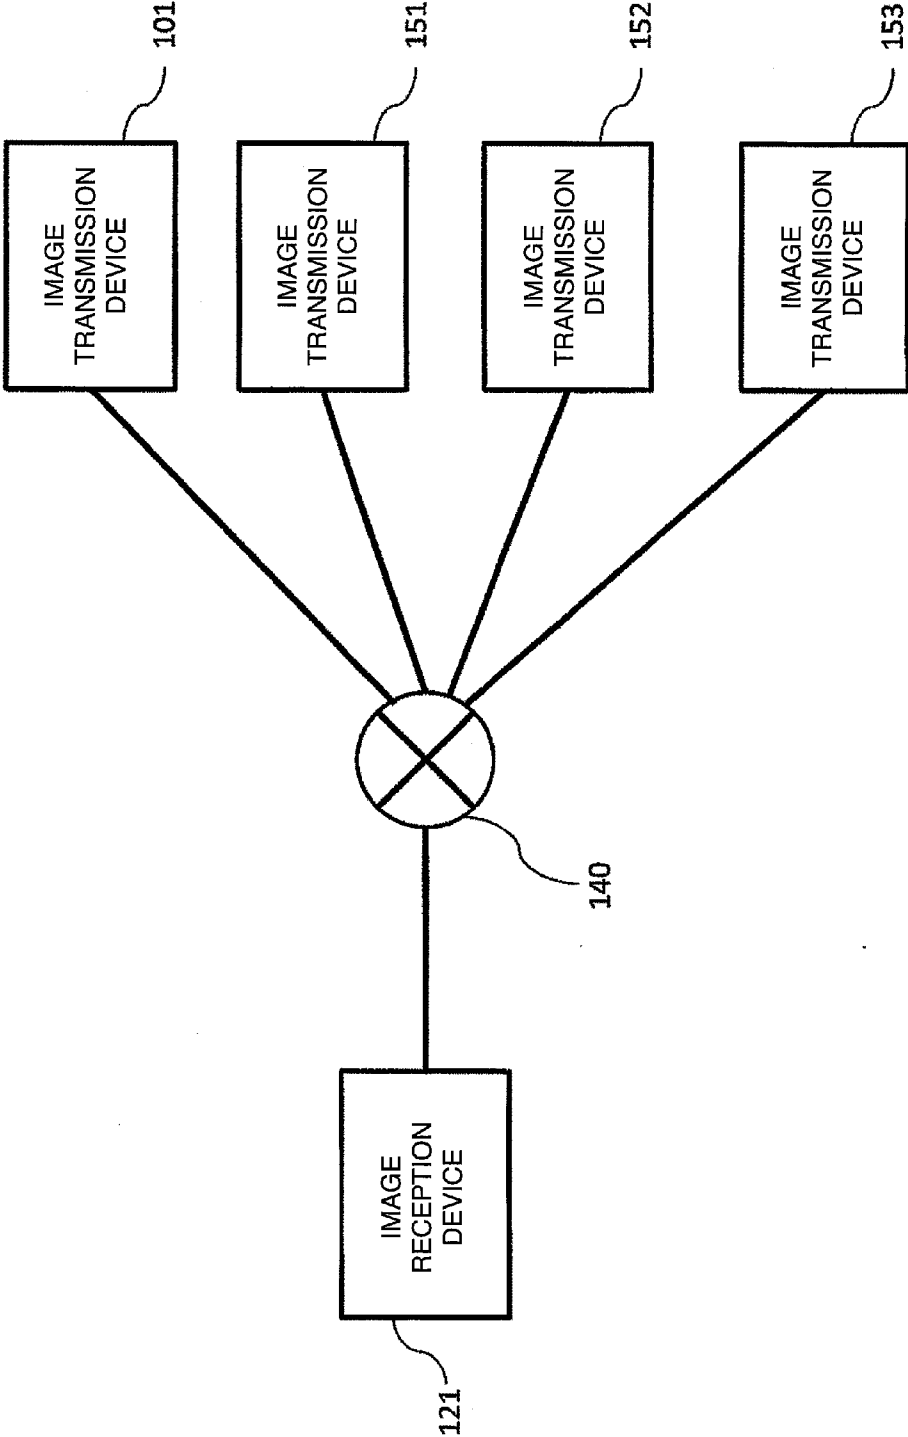 IMAGE
TRANSMISSION
DEVICE
101
IMAGE
TRANSMISSION
DEVICE
151
IMAGE
TRANSMISSION
DEVICE
152
IMAGE
TRANSMISSION
DEVICE
153
140
IMAGE
RECEPTION
DEVICE
121